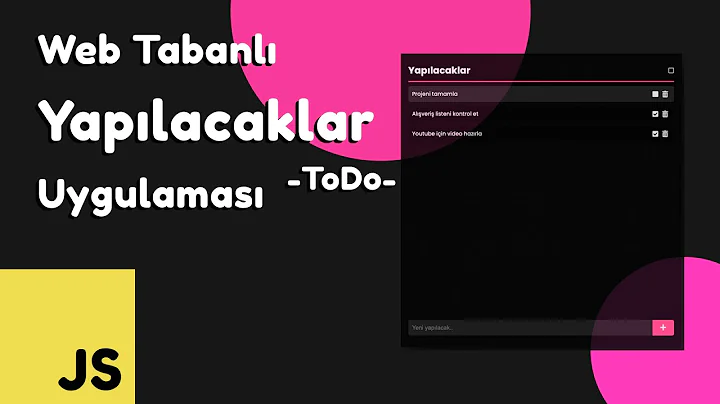 Web Tabanlı
Yapılacaklar
Uygulaması
-ToDo-
JS
Yapılacaklar
Projeni tamamla
Alışveriş listeni kontrol et
Youtube için video hazırla
Yeni yapılacak..
+